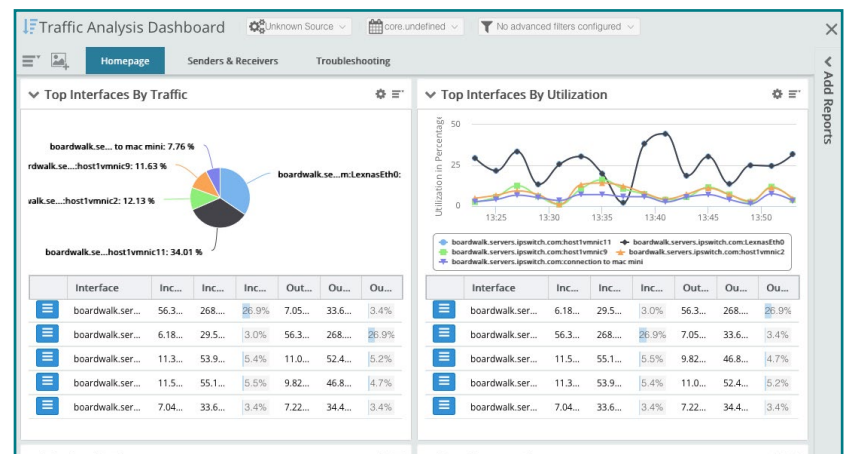 Traffic Analysis Dashboard
Unknown Source
core.undefined
No advanced filters configured
Homepage
Senders & Receivers
Troubleshooting
Add Reports
Top Interfaces By Traffic
boardwalk.se... to mac mini: 7.76 %
rdwalk.se...:host1vmnic9: 11.63 %
boardwalk.se...m:LexnasEth0:
valk.se...:host1vmnic2: 12.13 %
boardwalk.se...host1vmnic11: 34.01 %
Interface Inc... Inc... Inc... Out... Ou... Ou...
boardwalk.ser... 56.3... 268.... 26.9% 7.05... 33.6... 3.4%
boardwalk.ser... 6.18... 29.5... 3.0% 56.3... 268.... 26.9%
boardwalk.ser... 11.3... 53.9... 5.4% 11.0... 52.4... 5.2%
boardwalk.ser... 11.5... 55.1... 5.5% 9.82... 46.8... 4.7%
boardwalk.ser... 7.04... 33.6... 3.4% 7.22... 34.4... 3.4%
Top Interfaces By Utilization
Utilization in Percentage
50
25
0
13:25 13:30 13:35 13:40 13:45 13:50
boardwalk.servers.ipswitch.com:host1vmnic11 boardwalk.servers.ipswitch.com:LexnasEth0
boardwalk.servers.ipswitch.com:host1vmnic9 boardwalk.servers.ipswitch.com:host1vmnic2
boardwalk.servers.ipswitch.com:connection to mac mini
Interface Inc... Inc... Inc... Out... Ou... Ou...
boardwalk.ser... 6.18... 29.5... 3.0% 56.3... 268.... 26.9%
boardwalk.ser... 56.3... 268.... 26.9% 7.05... 33.6... 3.4%
boardwalk.ser... 11.5... 55.1... 5.5% 9.82... 46.8... 4.7%
boardwalk.ser... 11.3... 53.9... 5.4% 11.0... 52.4... 5.2%
boardwalk.ser... 7.04... 33.6... 3.4% 7.22... 34.4... 3.4%